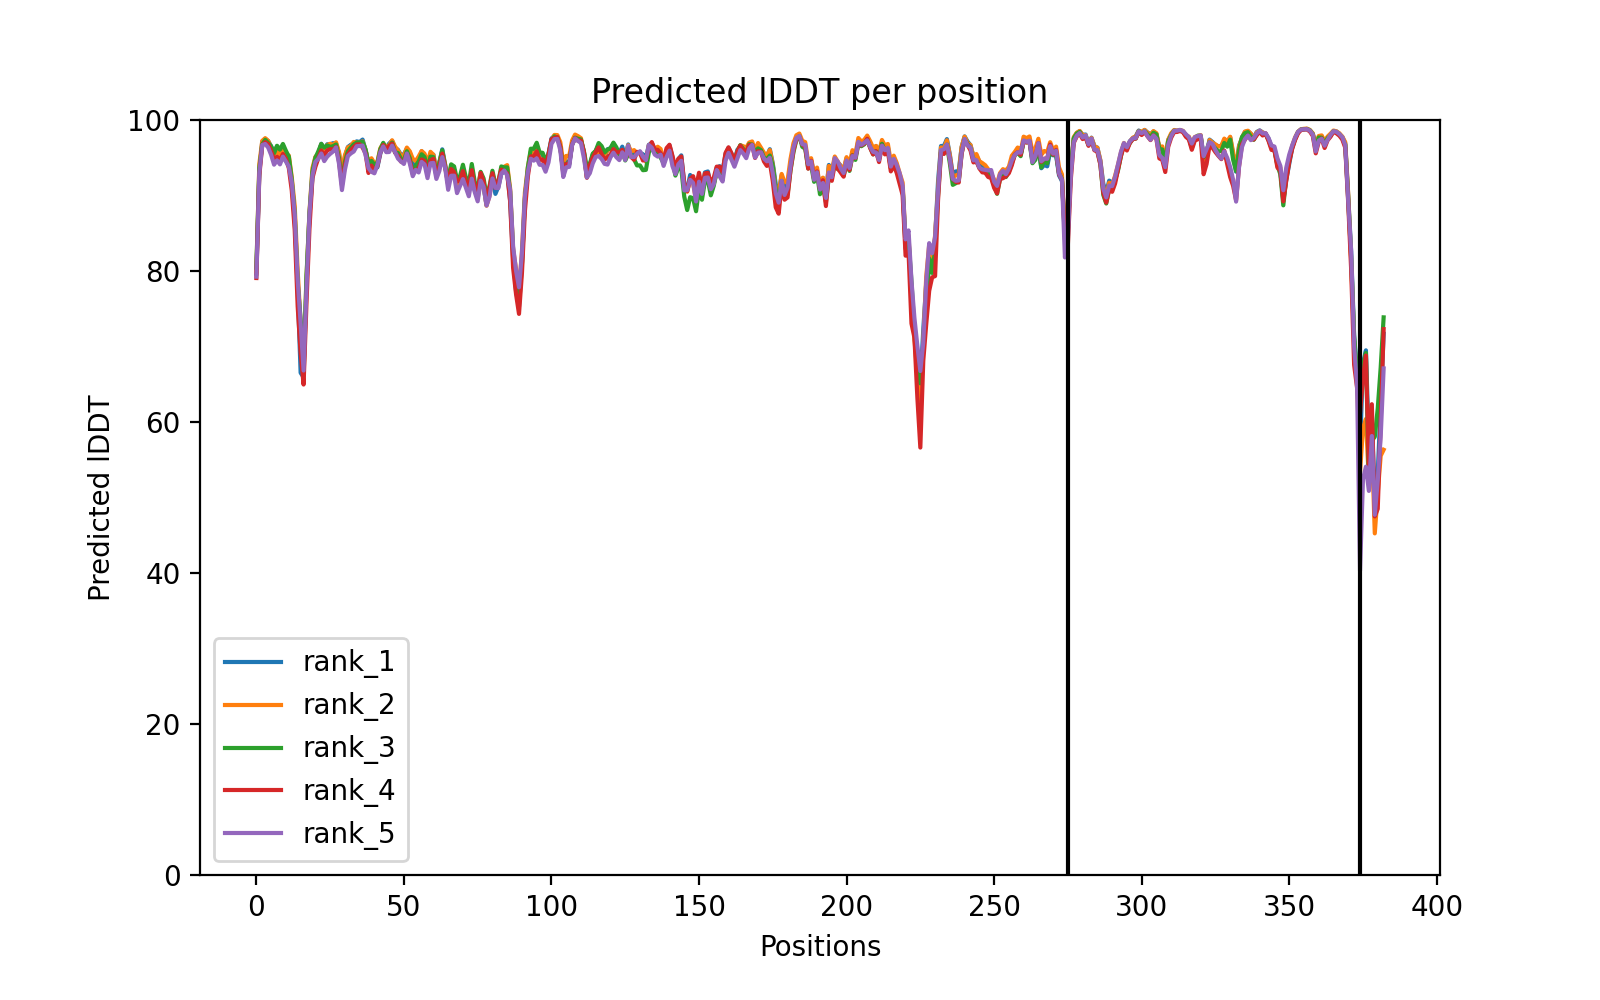 Predicted lDDT per position
Predicted lDDT
100
80
60
40
20
0
rank_1
rank_2
rank_3
rank_4
rank_5
0 50 100 150 200 250 300 350 400
Positions